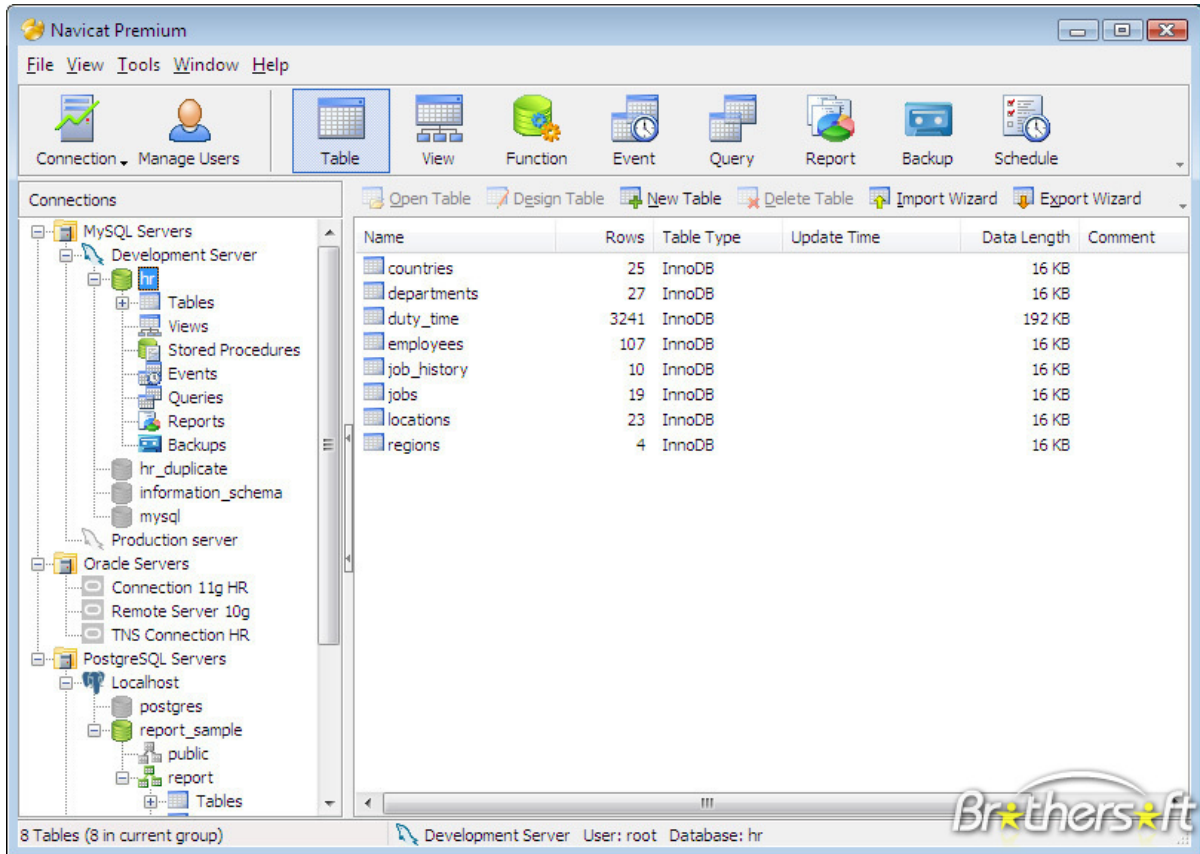 Navicat Premium
File View Tools Window Help
Connection Manage Users Table View Function Event Query Report Backup Schedule
Connections
Open Table Design Table New Table Delete Table Import Wizard Export Wizard
MySQL Servers
Development Server
hr
Tables
Views
Stored Procedures
Events
Queries
Reports
Backups
hr_duplicate
information_schema
mysql
Production server
Oracle Servers
Connection 11g HR
Remote Server 10g
TNS Connection HR
PostgreSQL Servers
Localhost
postgres
report_sample
public
report
Tables
Name Rows Table Type Update Time Data Length Comment
countries 25 InnoDB 16 KB
departments 27 InnoDB 16 KB
duty_time 3241 InnoDB 192 KB
employees 107 InnoDB 16 KB
job_history 10 InnoDB 16 KB
jobs 19 InnoDB 16 KB
locations 23 InnoDB 16 KB
regions 4 InnoDB 16 KB
8 Tables (8 in current group) Development Server User: root Database: hr
Brothersoft